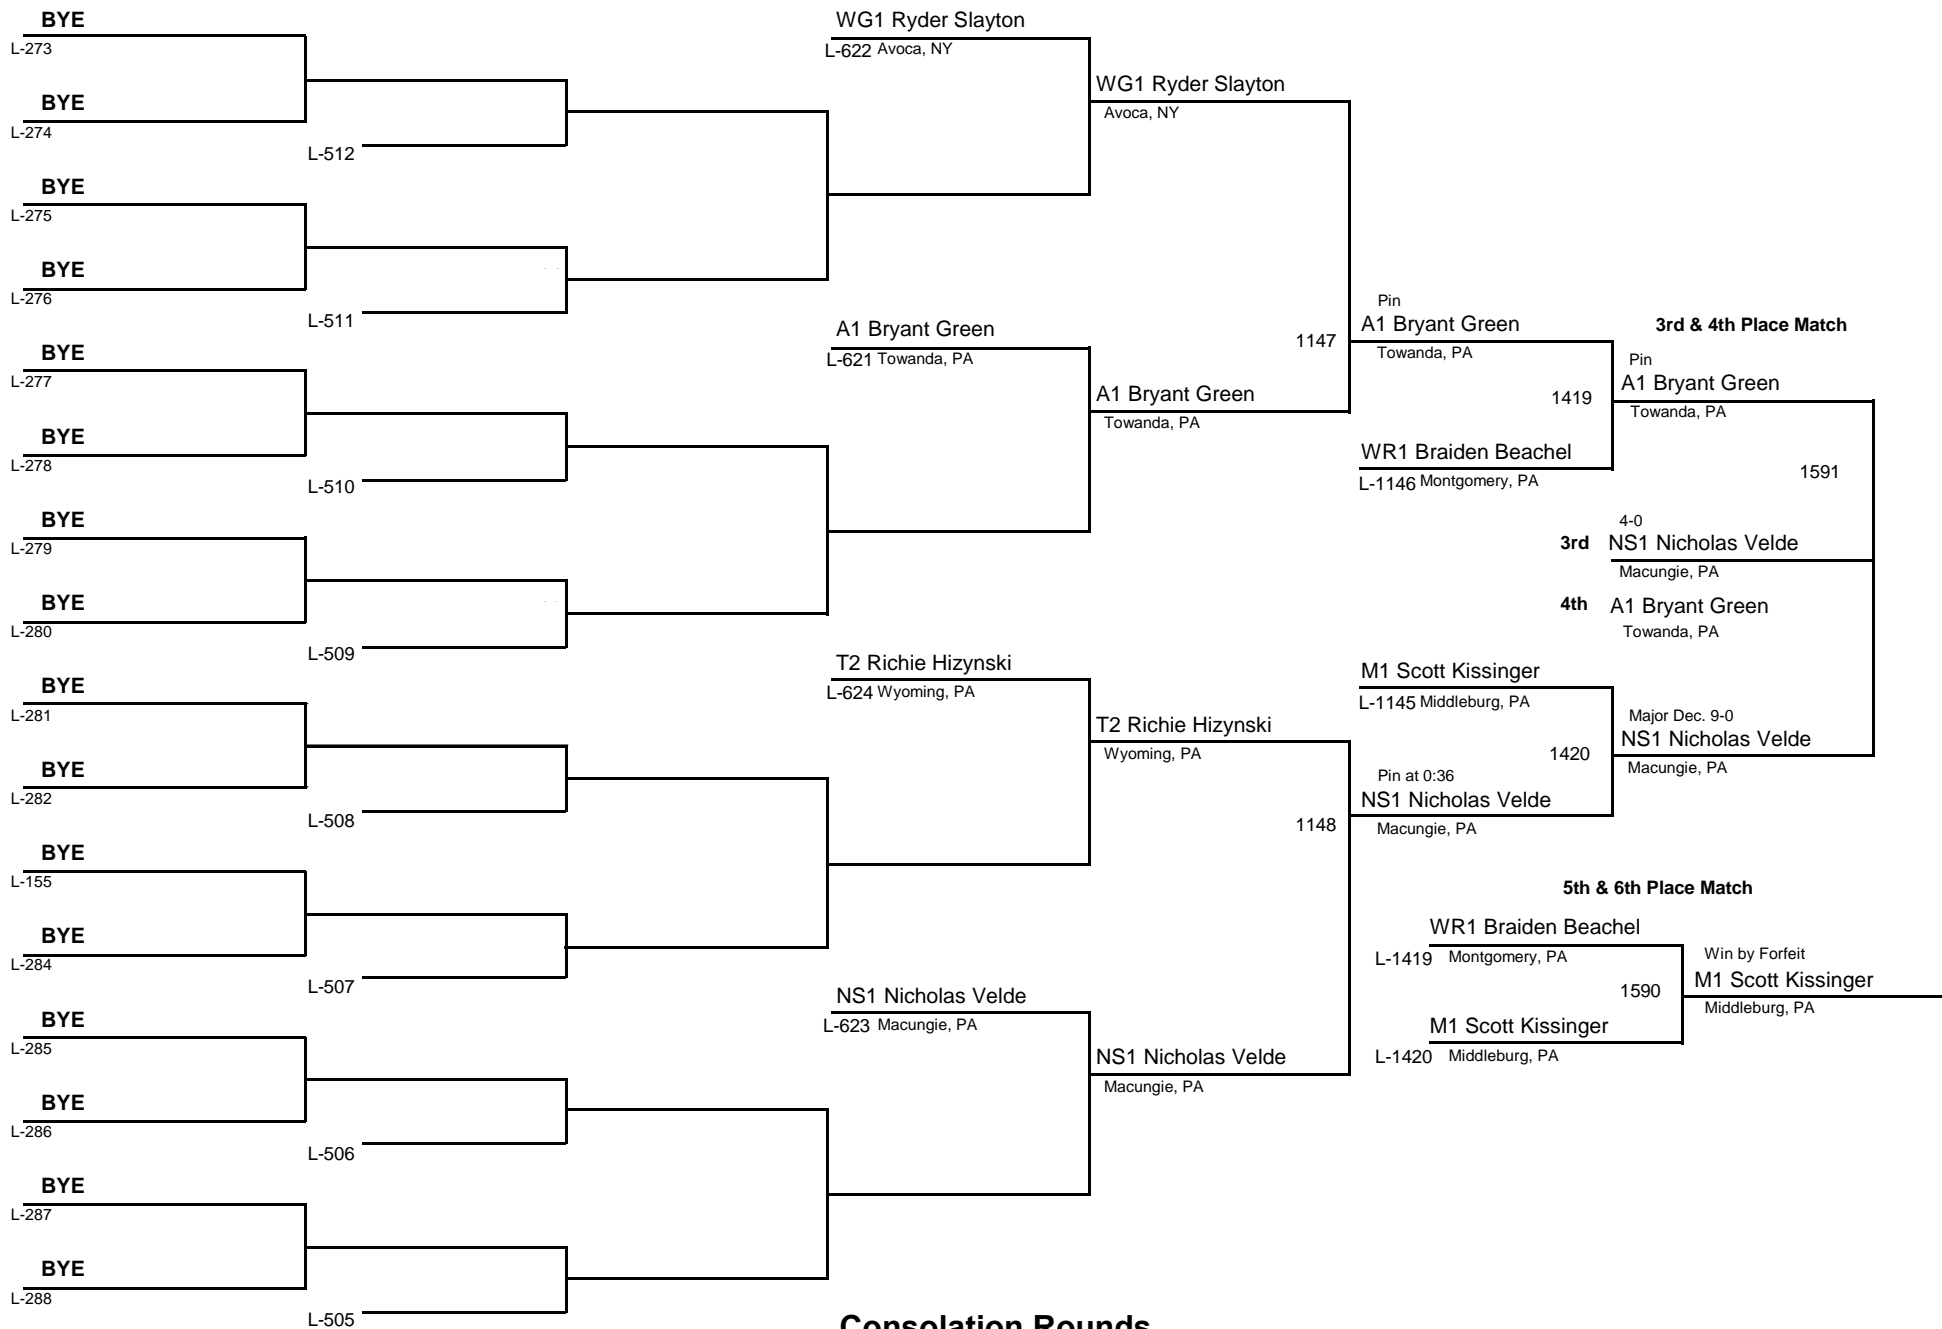 BYE
L-273
BYE
L-274
L-512
BYE
L-275
BYE
L-276
L-511
BYE
L-277
BYE
L-278
L-510
BYE
L-279
BYE
L-280
L-509
BYE
L-281
BYE
L-282
L-508
BYE
L-155
BYE
L-284
L-507
BYE
L-285
BYE
L-286
L-506
BYE
L-287
BYE
L-288
L-505
WG1 Ryder Slayton
L-622 Avoca, NY
A1 Bryant Green
L-621 Towanda, PA
T2 Richie Hizynski
L-624 Wyoming, PA
NS1 Nicholas Velde
L-623 Macungie, PA
WG1 Ryder Slayton
Avoca, NY
1147
A1 Bryant Green
Towanda, PA
T2 Richie Hizynski
Wyoming, PA
1148
NS1 Nicholas Velde
Macungie, PA
Pin
A1 Bryant Green
Towanda, PA
1419
WR1 Braiden Beachel
L-1146 Montgomery, PA
M1 Scott Kissinger
L-1145 Middleburg, PA
1420
Pin at 0:36
NS1 Nicholas Velde
Macungie, PA
3rd & 4th Place Match
Pin
A1 Bryant Green
Towanda, PA
1591
4-0
3rd NS1 Nicholas Velde
Macungie, PA
4th A1 Bryant Green
Towanda, PA
Major Dec. 9-0
NS1 Nicholas Velde
Macungie, PA
5th & 6th Place Match
WR1 Braiden Beachel
L-1419 Montgomery, PA
1590
M1 Scott Kissinger
L-1420 Middleburg, PA
Win by Forfeit
M1 Scott Kissinger
Middleburg, PA
Consolation Rounds